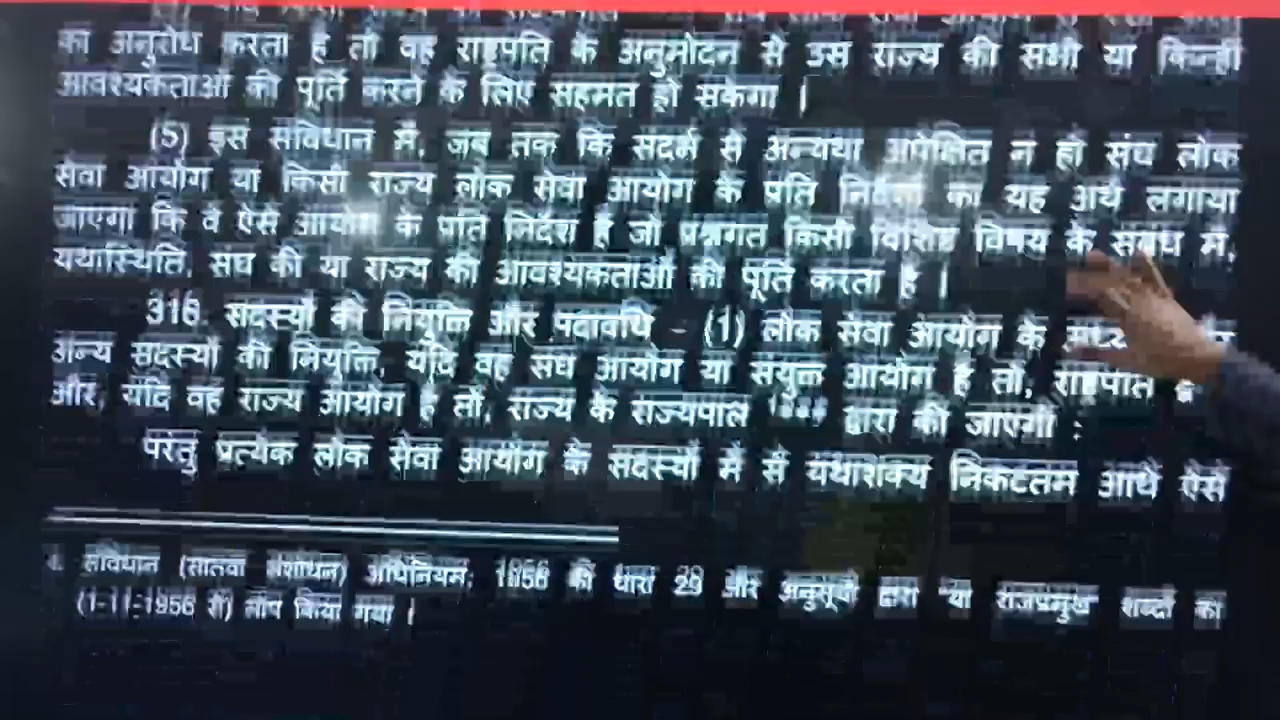 का अनुरोध करता है तो वह राष्ट्रपति के अनुमोदन से उस राज्य की सभी या किन्हीं
आवश्यकताओं की पूर्ति करने के लिए सहमत हो सकेगा ।
(5) इस संविधान में, जब तक कि संदर्भ से अन्यथा अपेक्षित न हो संघ लोक
सेवा आयोग या किसी राज्य लोक सेवा आयोग के प्रति निर्देशों का यह अर्थ लगाया
जाएगा कि वे ऐसे आयोग के प्रति निर्देश हैं जो प्रश्नगत किसी विशिष्ट विषय के संबंध में,
यथास्थिति, संघ की या राज्य की आवश्यकताओं की पूर्ति करता है ।
316. सदस्यों की नियुक्ति और पदावधि - (1) लोक सेवा आयोग के
अन्य सदस्यों की नियुक्ति, यदि वह संघ आयोग या संयुक्त आयोग है तो, राष्ट्रपति
और, यदि वह राज्य आयोग है तो, राज्य के राज्यपाल द्वारा की जाएगी :
परंतु प्रत्येक लोक सेवा आयोग के सदस्यों में से यथाशक्य निकटतम आधे ऐसे
संविधान (सातवां संशोधन) अधिनियम, 1956 की धारा 29 और अनुसूची द्वारा "या राजप्रमुख" शब्दों का
(1-11-1956 से) लोप किया गया ।